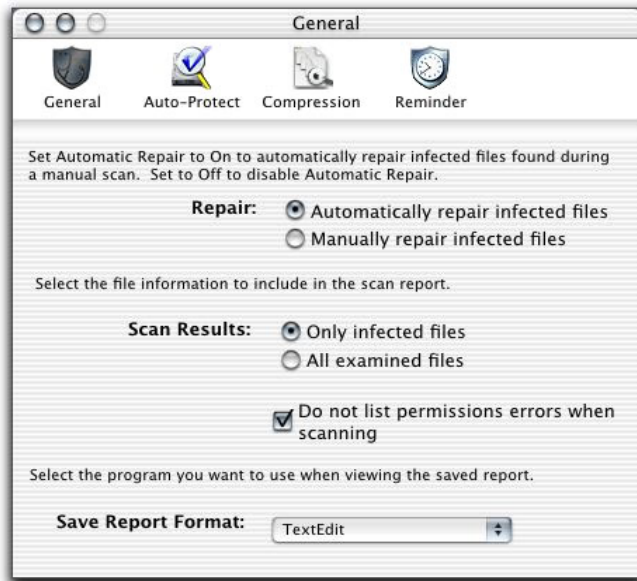 General
General
Auto-Protect
Compression
Reminder
Set Automatic Repair to On to automatically repair infected files found during
a manual scan. Set to Off to disable Automatic Repair.
Repair:
Automatically repair infected files
Manually repair infected files
Select the file information to include in the scan report.
Scan Results:
Only infected files
All examined files
Do not list permissions errors when
scanning
Select the program you want to use when viewing the saved report.
Save Report Format:
TextEdit